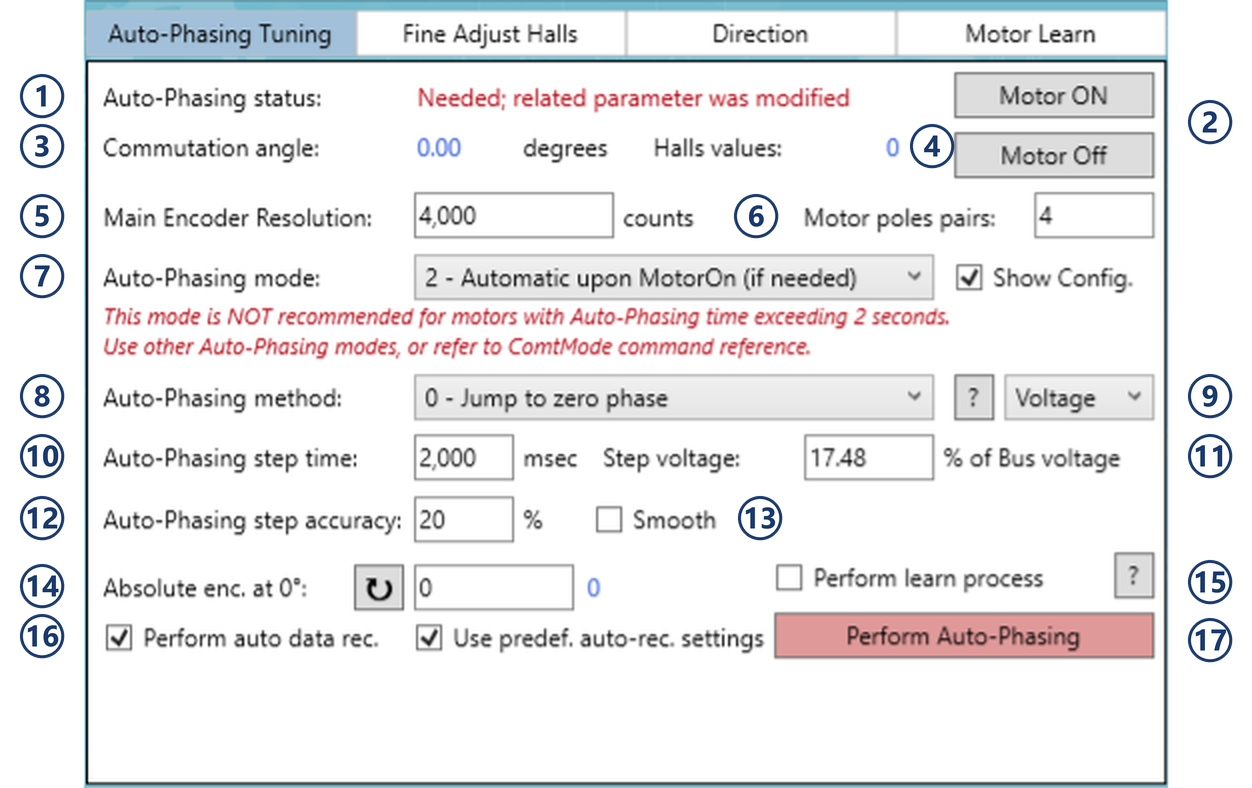 Auto-Phasing Tuning Fine Adjust Halls Direction Motor Learn
1 Auto-Phasing status: Needed; related parameter was modified Motor ON
2
3 Commutation angle: 0.00 degrees Halls values: 0 4 Motor Off
5 Main Encoder Resolution: 4,000 counts 6 Motor poles pairs: 4
7 Auto-Phasing mode: 2 - Automatic upon MotorOn (if needed) Show Config.
This mode is NOT recommended for motors with Auto-Phasing time exceeding 2 seconds.
Use other Auto-Phasing modes, or refer to ComtMode command reference.
8 Auto-Phasing method: 0 - Jump to zero phase ? Voltage 9
10 Auto-Phasing step time: 2,000 msec Step voltage: 17.48 % of Bus voltage 11
12 Auto-Phasing step accuracy: 20 % Smooth 13
14 Absolute enc. at 0°: 0 0 Perform learn process ? 15
16 Perform auto data rec. Use predef. auto-rec. settings Perform Auto-Phasing 17